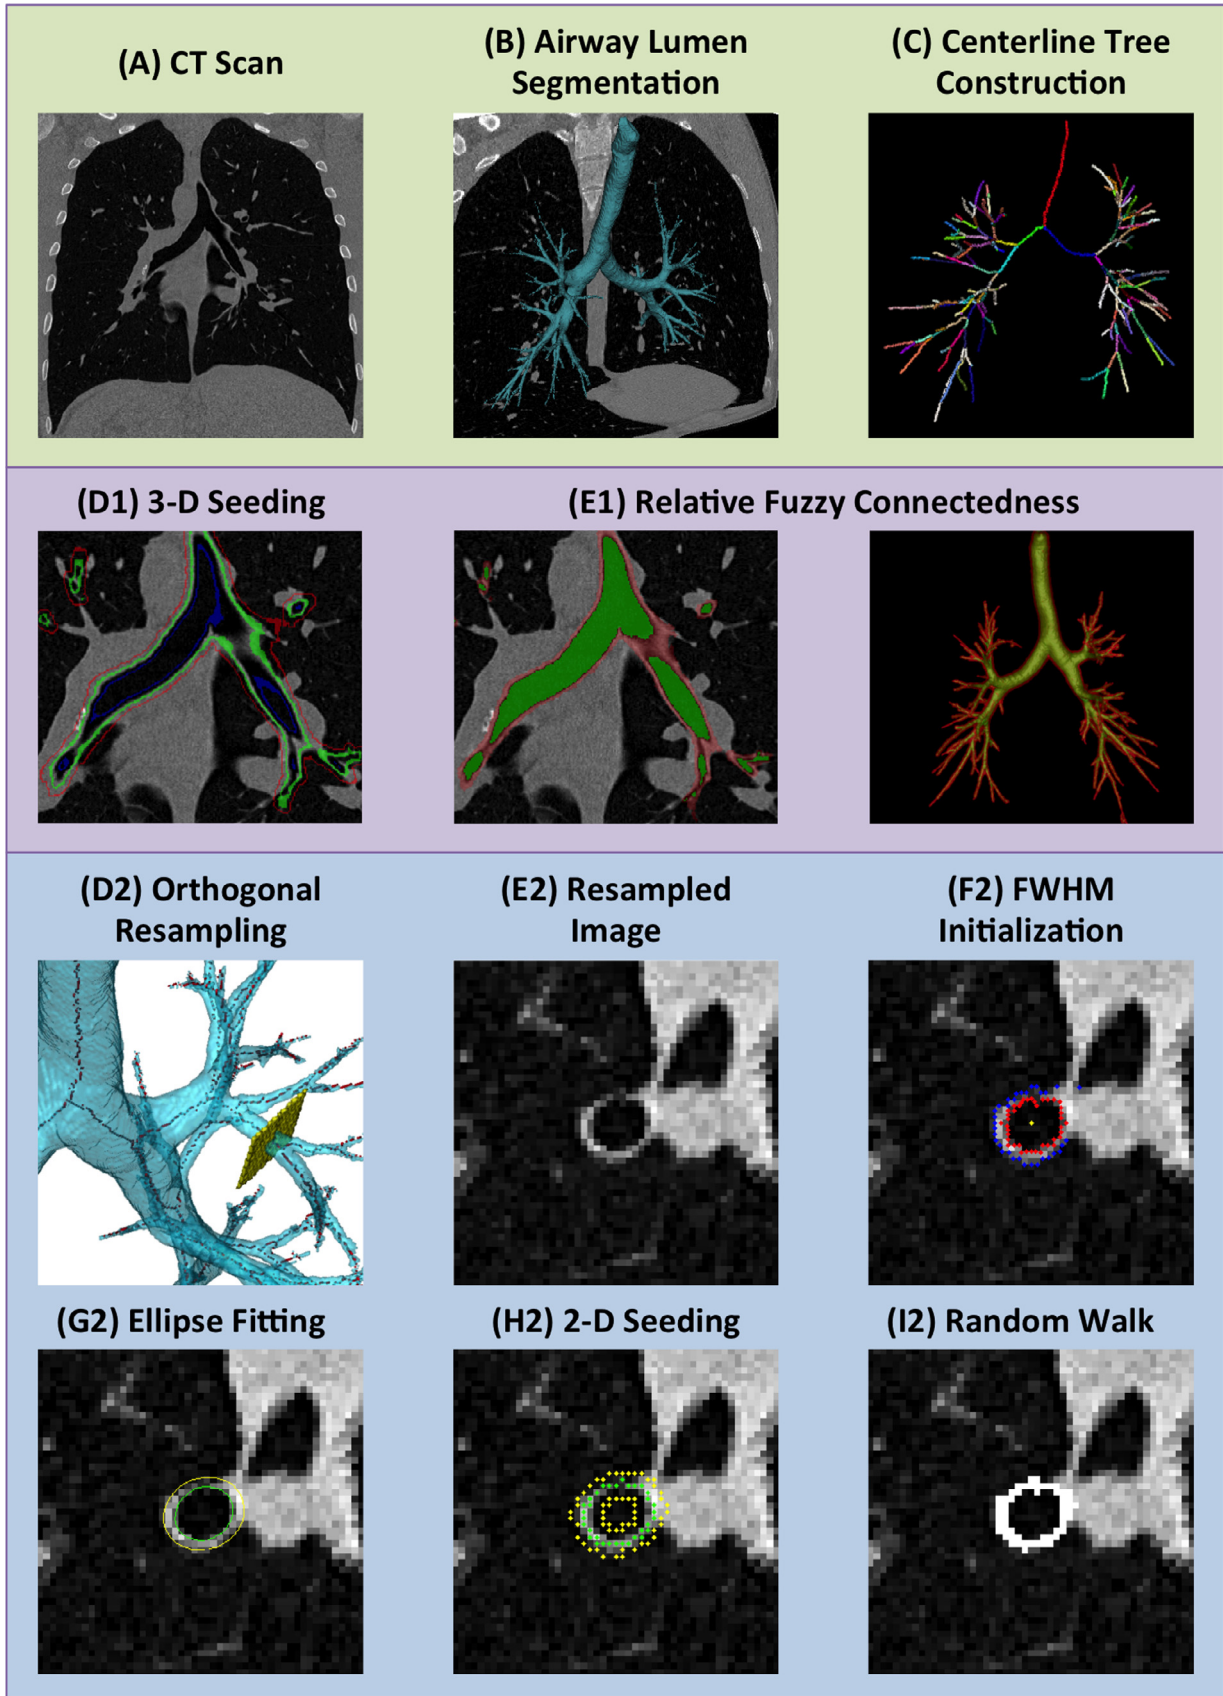 (A) CT Scan
(B) Airway Lumen
Segmentation
(C) Centerline Tree
Construction
(D1) 3-D Seeding
(E1) Relative Fuzzy Connectedness
(D2) Orthogonal
Resampling
(E2) Resampled
Image
(F2) FWHM
Initialization
(G2) Ellipse Fitting
(H2) 2-D Seeding
(I2) Random Walk